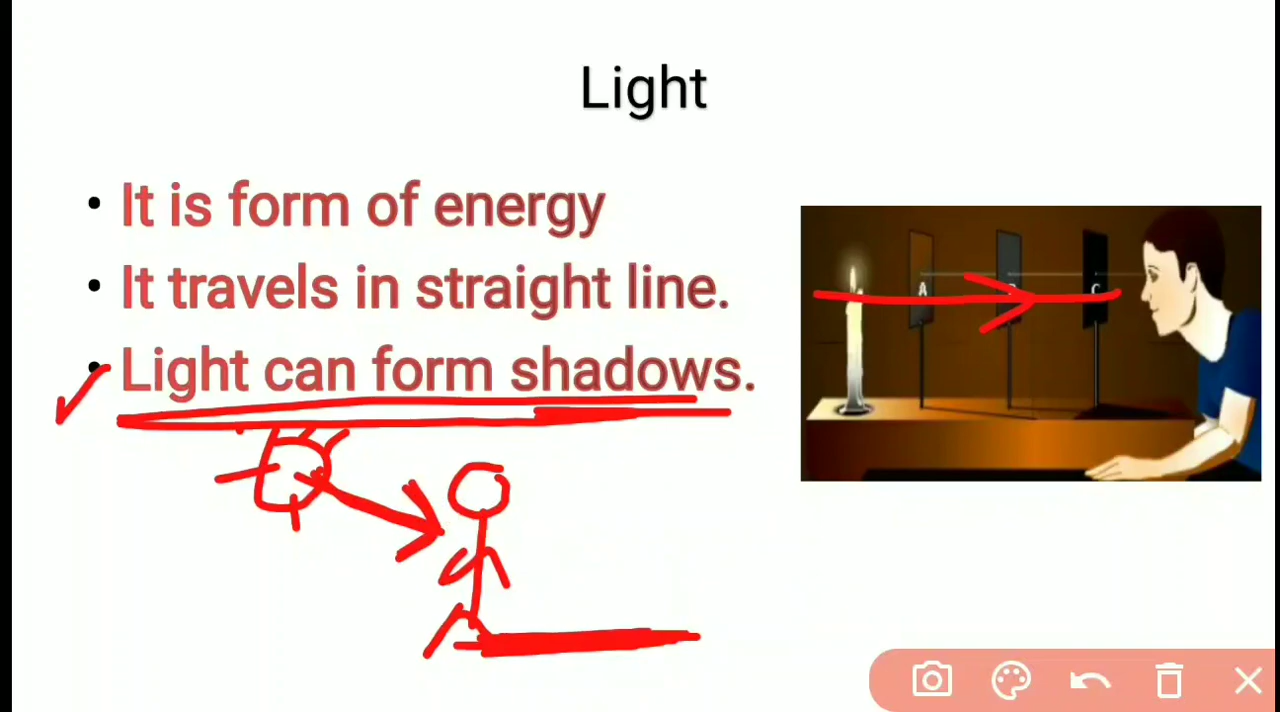 Light
• It is form of energy
• It travels in straight line.
• Light can form shadows.
A
C